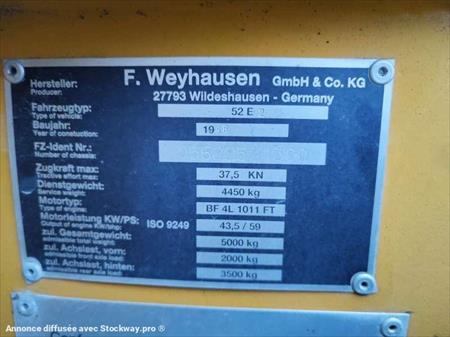 F. Weyhausen GmbH & Co. KG
27793 Wildeshausen - Germany
Hersteller:
Producer:
Fahrzeugtyp: 52 E
Type of vehicle:
Baujahr:
Year of construction:
FZ-Ident Nr.:
Number of chassis:
Zugkraft max: 37,5 KN
Tractive effort max:
Dienstgewicht: 4450 kg
Service weight:
Motortyp: BF 4L 1011 FT
Type of engine:
Motorleistung KW/PS: ISO 9249 43,5 / 59
Output of engine KW/bhp:
zul. Gesamtgewicht: 5000 kg
admissible total weight:
zul. Achslast, vorn: 2000 kg
admissible front axle load:
zul. Achslast, hinten: 3500 kg
admissible rear axle load:
Annonce diffusée avec Stockway.pro ®